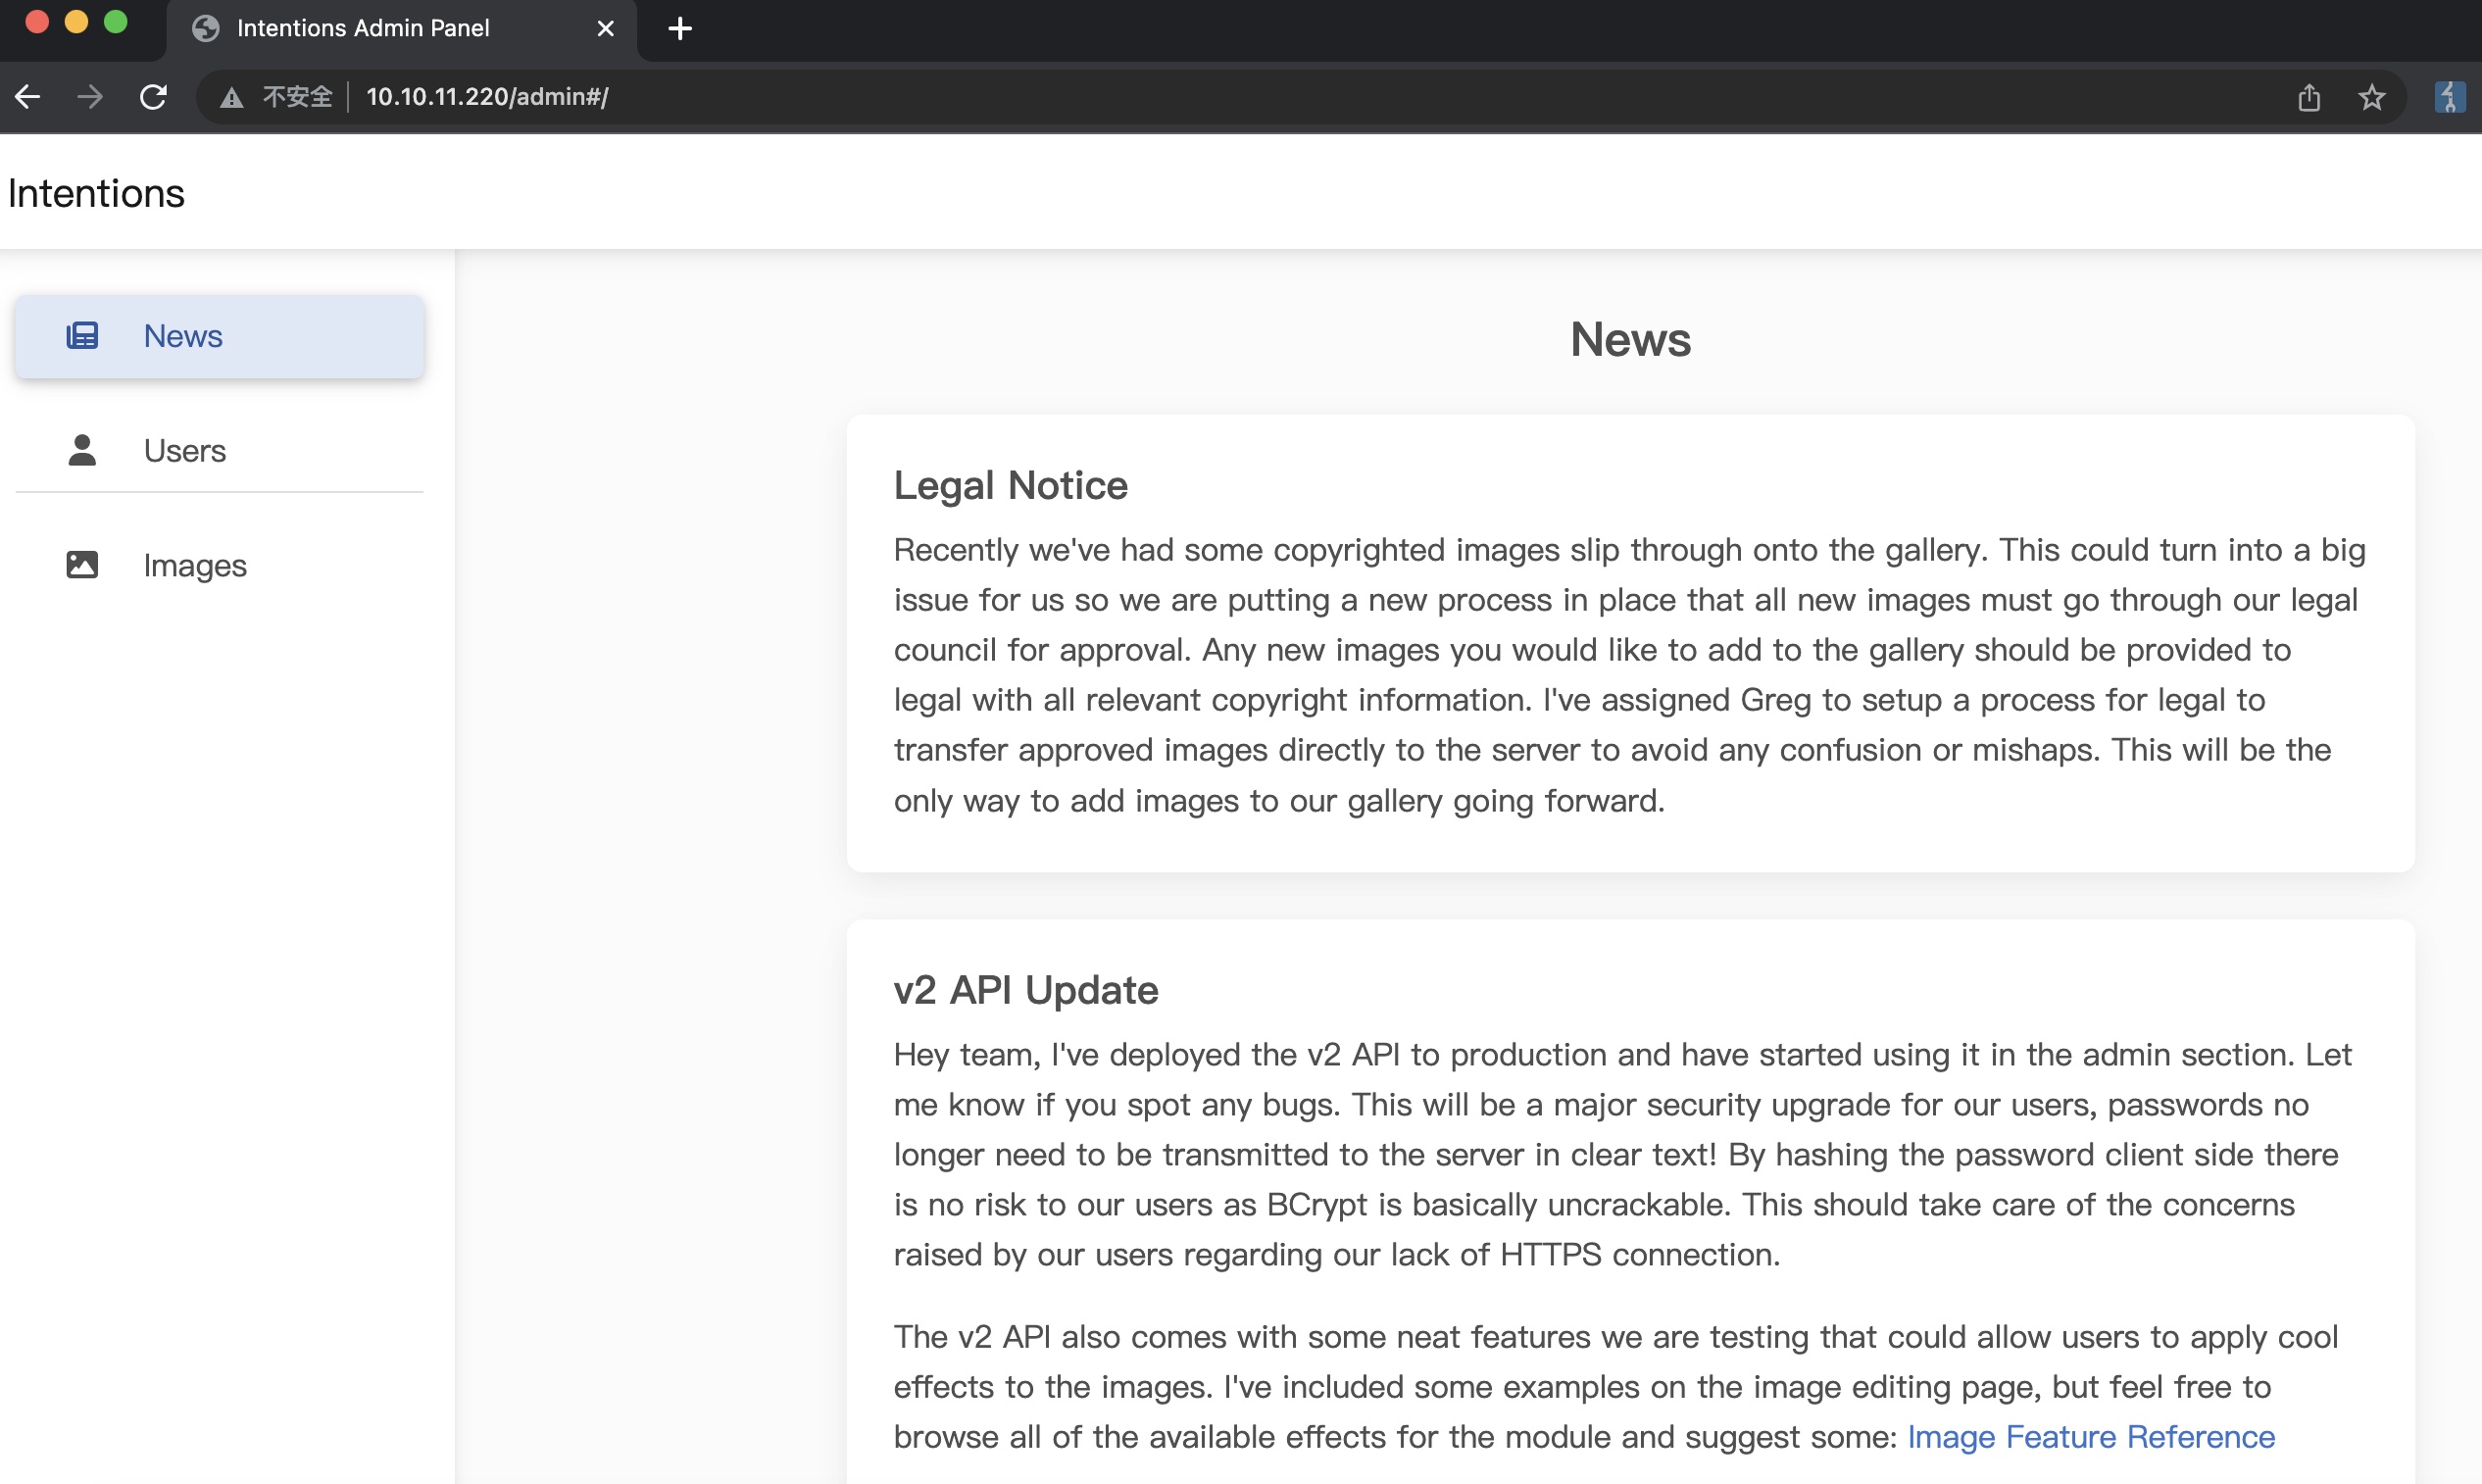 Intentions Admin Panel
不安全 10.10.11.220/admin#/
Intentions
News
Users
Images
News
Legal Notice
Recently we've had some copyrighted images slip through onto the gallery. This could turn into a big
issue for us so we are putting a new process in place that all new images must go through our legal
council for approval. Any new images you would like to add to the gallery should be provided to
legal with all relevant copyright information. I've assigned Greg to setup a process for legal to
transfer approved images directly to the server to avoid any confusion or mishaps. This will be the
only way to add images to our gallery going forward.
v2 API Update
Hey team, I've deployed the v2 API to production and have started using it in the admin section. Let
me know if you spot any bugs. This will be a major security upgrade for our users, passwords no
longer need to be transmitted to the server in clear text! By hashing the password client side there
is no risk to our users as BCrypt is basically uncrackable. This should take care of the concerns
raised by our users regarding our lack of HTTPS connection.
The v2 API also comes with some neat features we are testing that could allow users to apply cool
effects to the images. I've included some examples on the image editing page, but feel free to
browse all of the available effects for the module and suggest some: Image Feature Reference